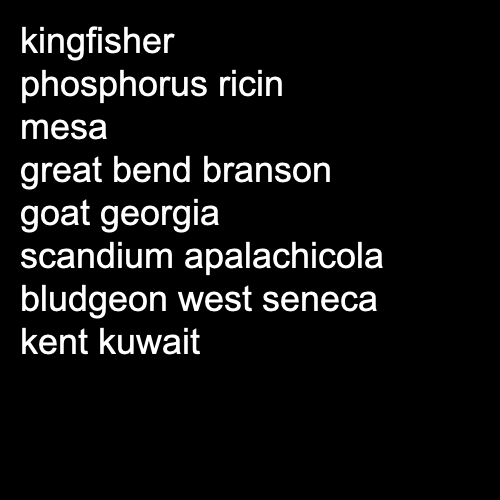 kingfisher
phosphorus ricin
mesa
great bend branson
goat georgia
scandium apalachicola
bludgeon west seneca
kent kuwait